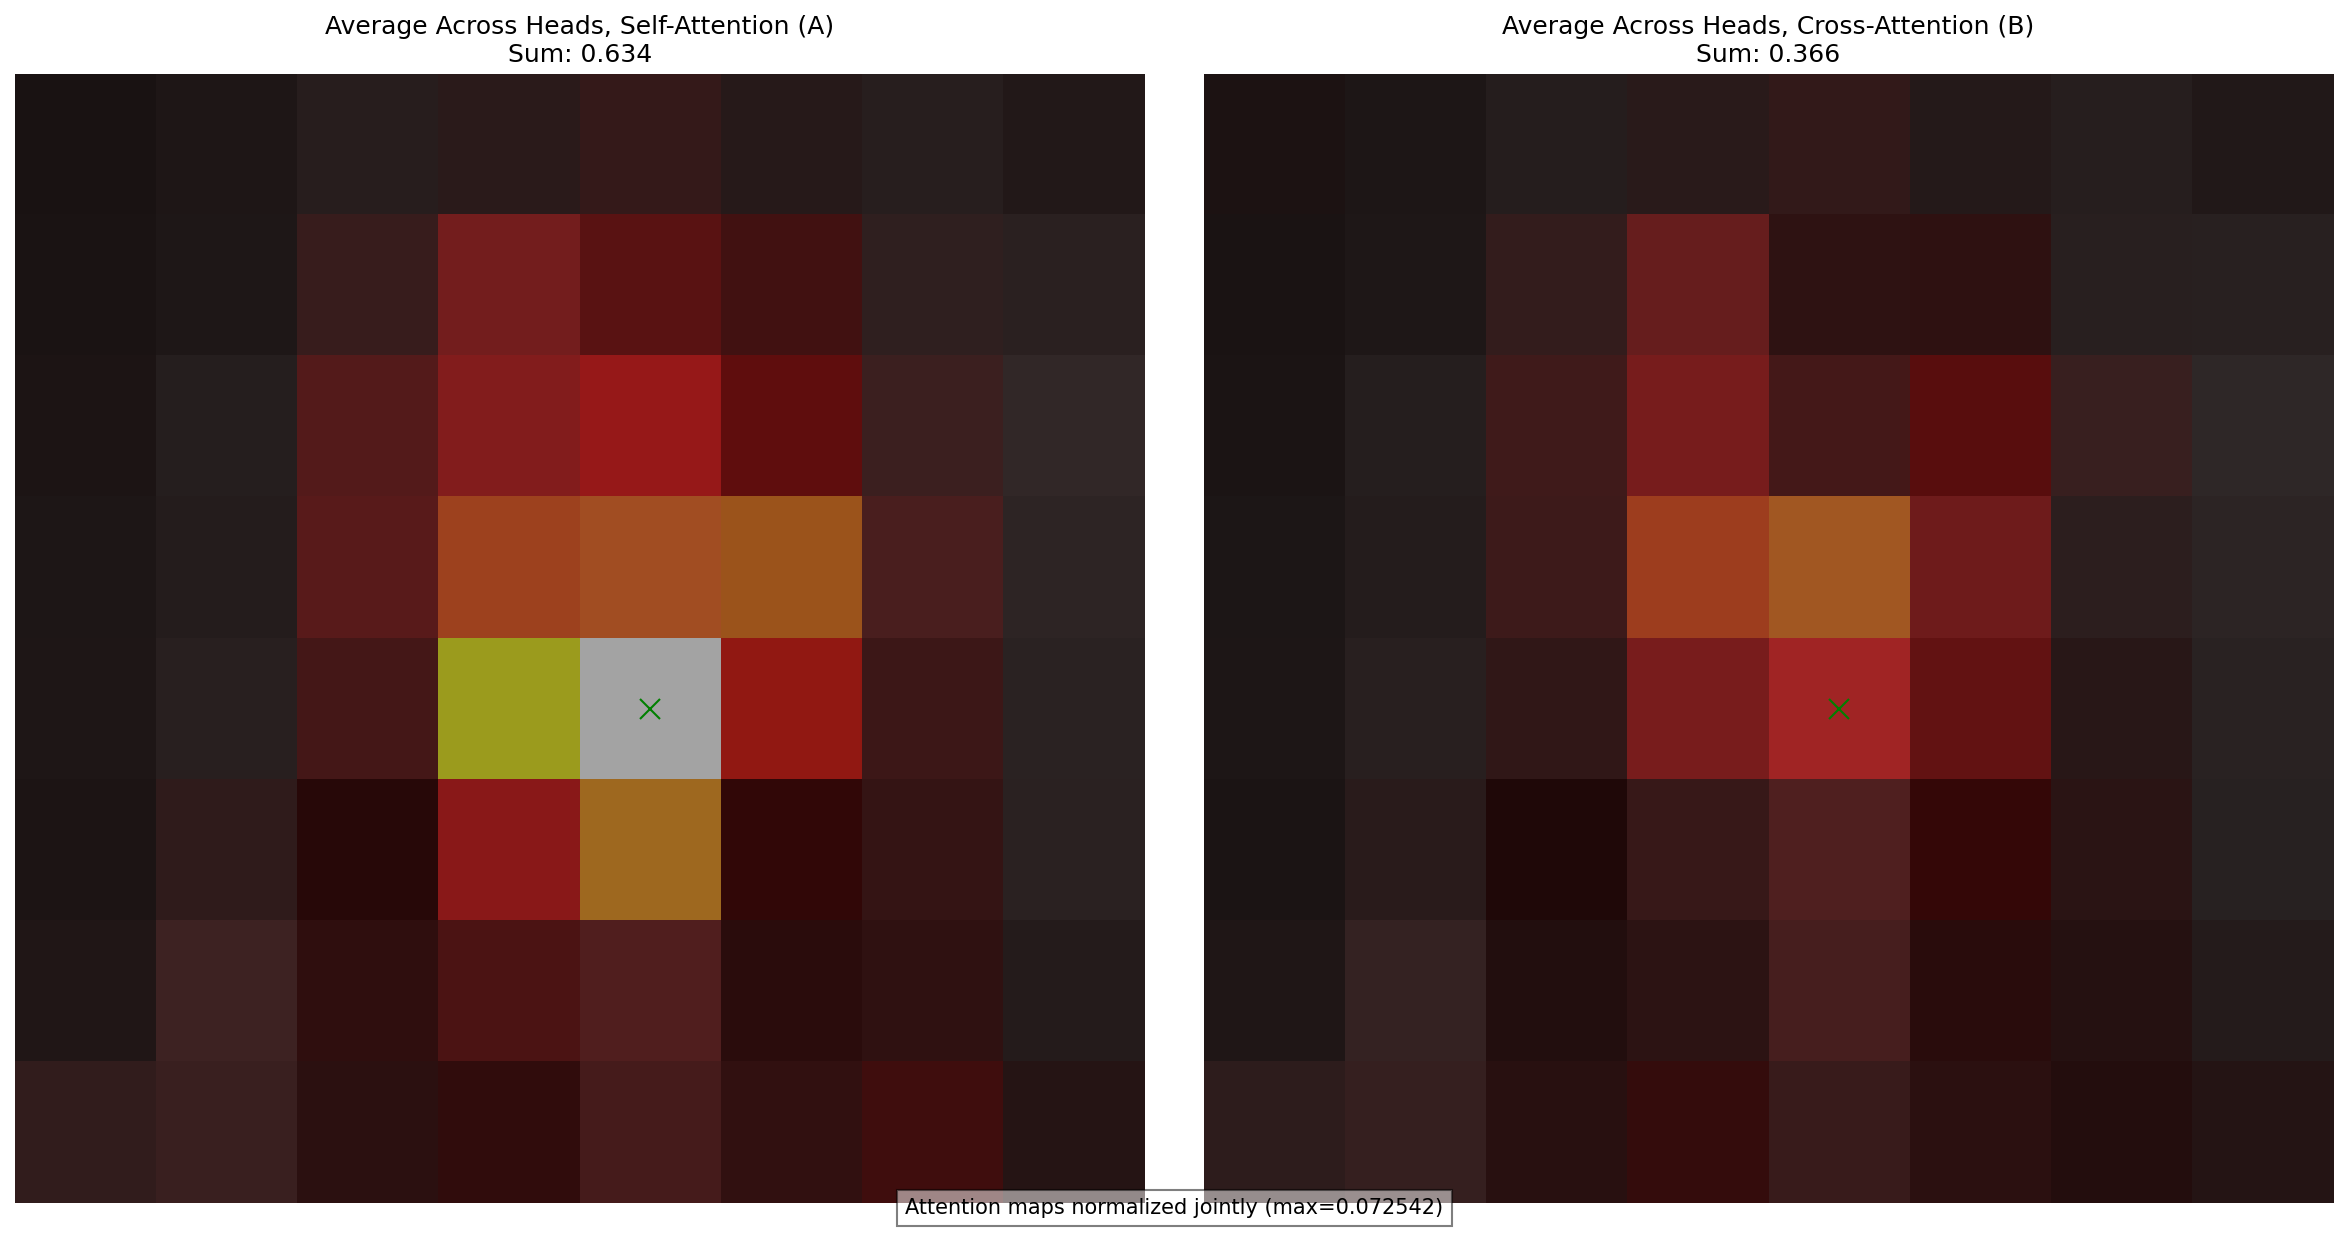 Average Across Heads, Self-Attention (A)
Sum: 0.634
Average Across Heads, Cross-Attention (B)
Sum: 0.366
Attention maps normalized jointly (max=0.072542)